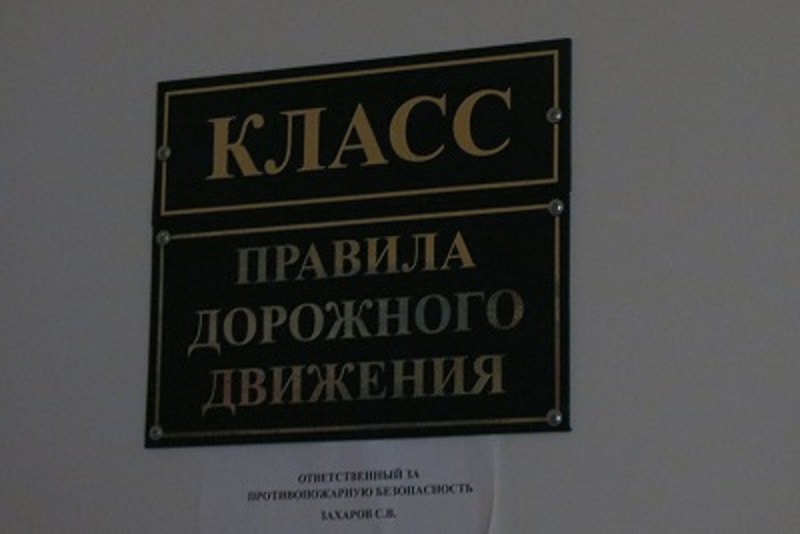 КЛАСС
ПРАВИЛА
ДОРОЖНОГО
ДВИЖЕНИЯ
ОТВЕТСТВЕННЫЙ ЗА
ПРОТИВОПОЖАРНУЮ БЕЗОПАСНОСТЬ
ЗАХАРОВ С.В.